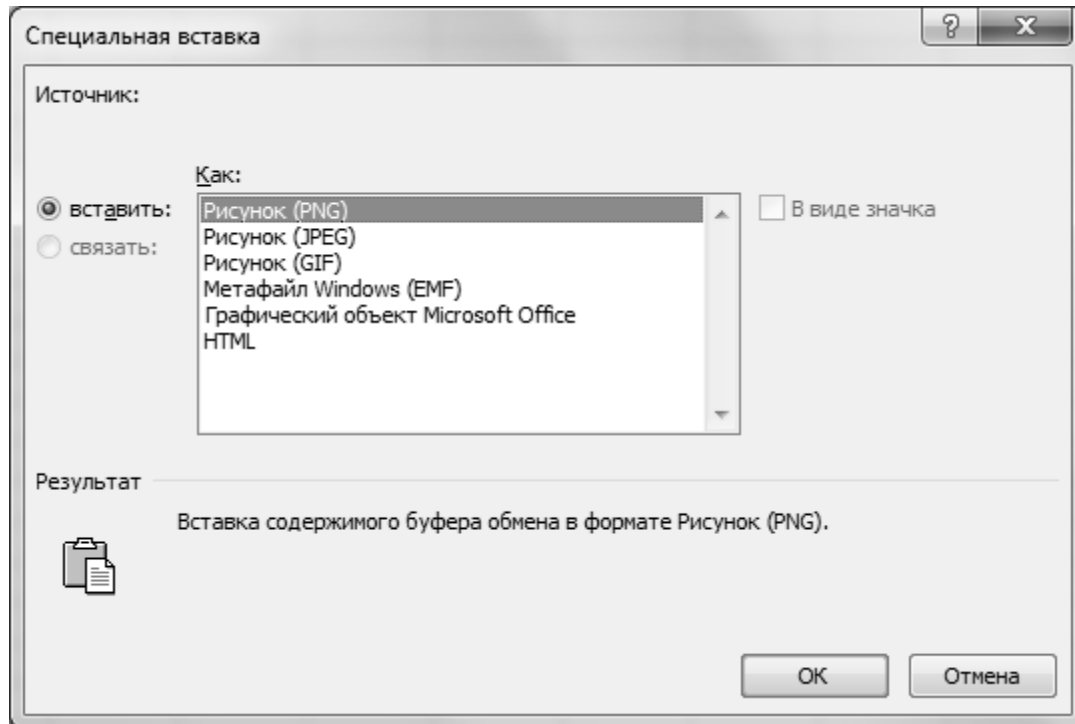 Специальная вставка
Источник:
Как:
вставить:
связать:
Рисунок (PNG)
Рисунок (JPEG)
Рисунок (GIF)
Метафайл Windows (EMF)
Графический объект Microsoft Office
HTML
В виде значка
Результат
Вставка содержимого буфера обмена в формате Рисунок (PNG).
ОК
Отмена